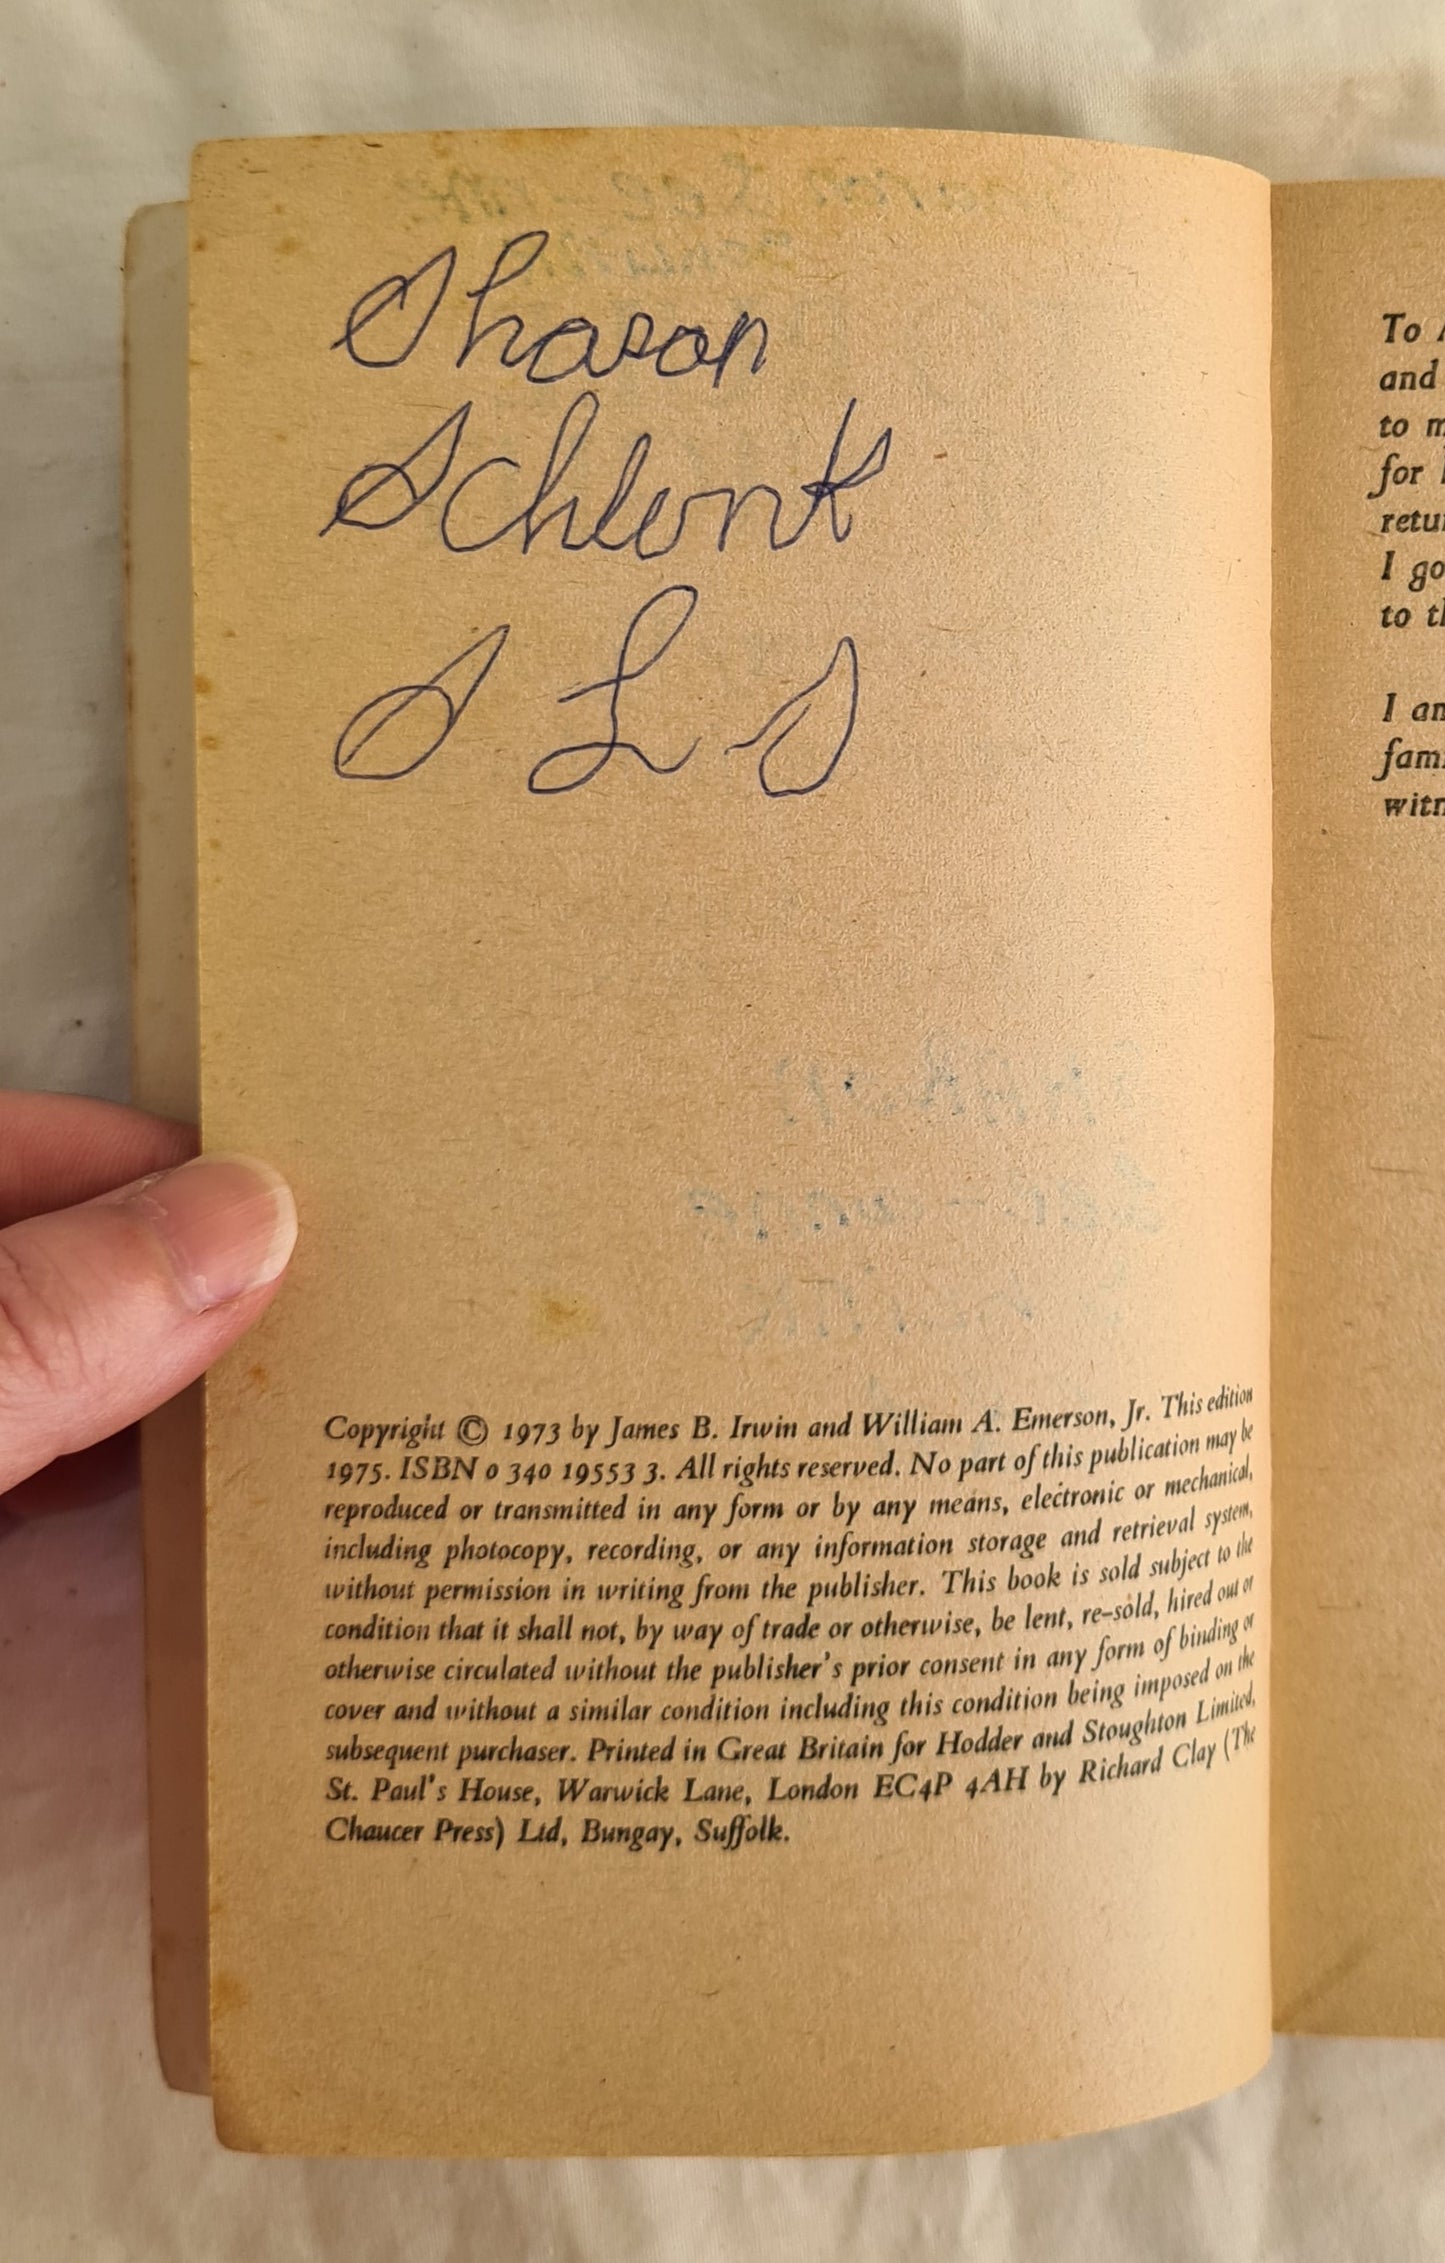 Sharon
Schlonk
S L S
Copyright © 1973 by James B. Irwin and William A. Emerson, Jr. This edition
1975. ISBN 0 340 19553 3. All rights reserved. No part of this publication may be
reproduced or transmitted in any form or by any means, electronic or mechanical,
including photocopy, recording, or any information storage and retrieval system,
without permission in writing from the publisher. This book is sold subject to the
condition that it shall not, by way of trade or otherwise, be lent, re-sold, hired out or
otherwise circulated without the publisher's prior consent in any form of binding or
cover and without a similar condition including this condition being imposed on the
subsequent purchaser. Printed in Great Britain for Hodder and Stoughton Limited,
St. Paul's House, Warwick Lane, London EC4P 4AH by Richard Clay (The
Chaucer Press) Ltd, Bungay, Suffolk.
To
and
to
for
I
to
I